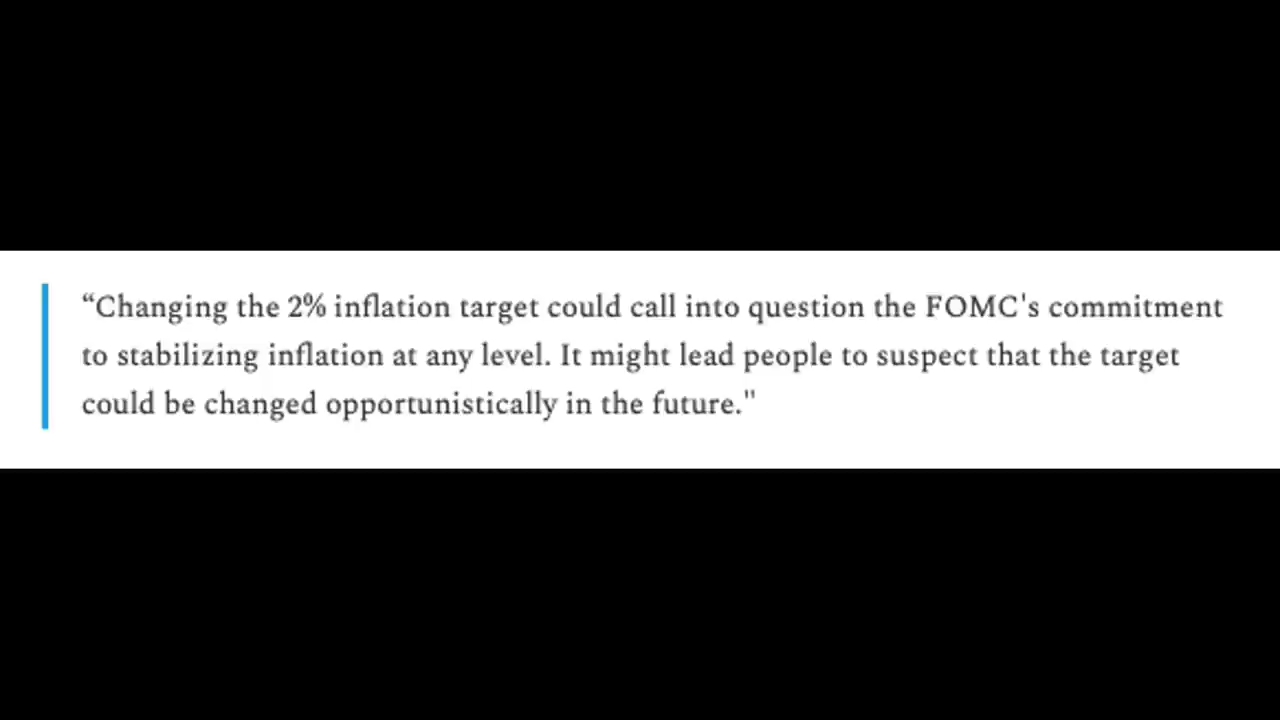 “Changing the 2% inflation target could call into question the FOMC's commitment
to stabilizing inflation at any level. It might lead people to suspect that the target
could be changed opportunistically in the future."